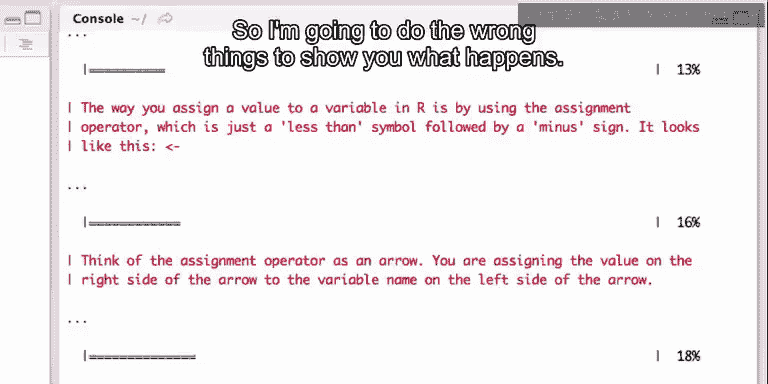 Console ~/
So I'm going to do the wrong
things to show you what happens.
...
|========== | 13%
| The way you assign a value to a variable in R is by using the assignment
| operator, which is just a 'less than' symbol followed by a 'minus' sign. It looks
| like this: <-
...
|============ | 16%
| Think of the assignment operator as an arrow. You are assigning the value on the
| right side of the arrow to the variable name on the left side of the arrow.
...
|============== | 18%